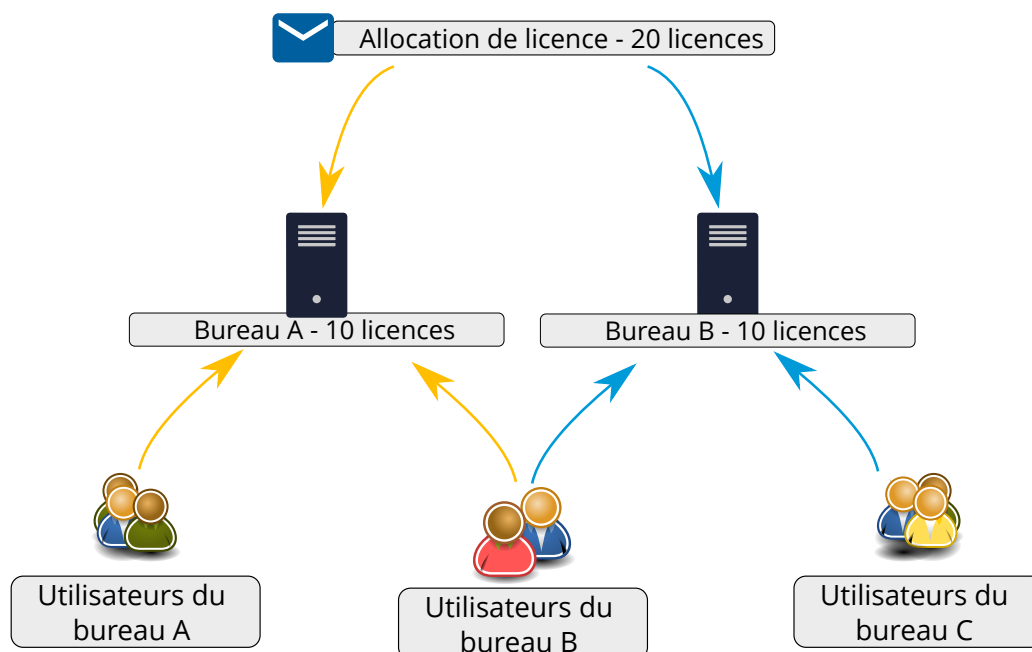 Allocation de licence - 20 licences
Bureau A - 10 licences
Bureau B - 10 licences
Utilisateurs du
bureau A
Utilisateurs du
bureau B
Utilisateurs du
bureau C